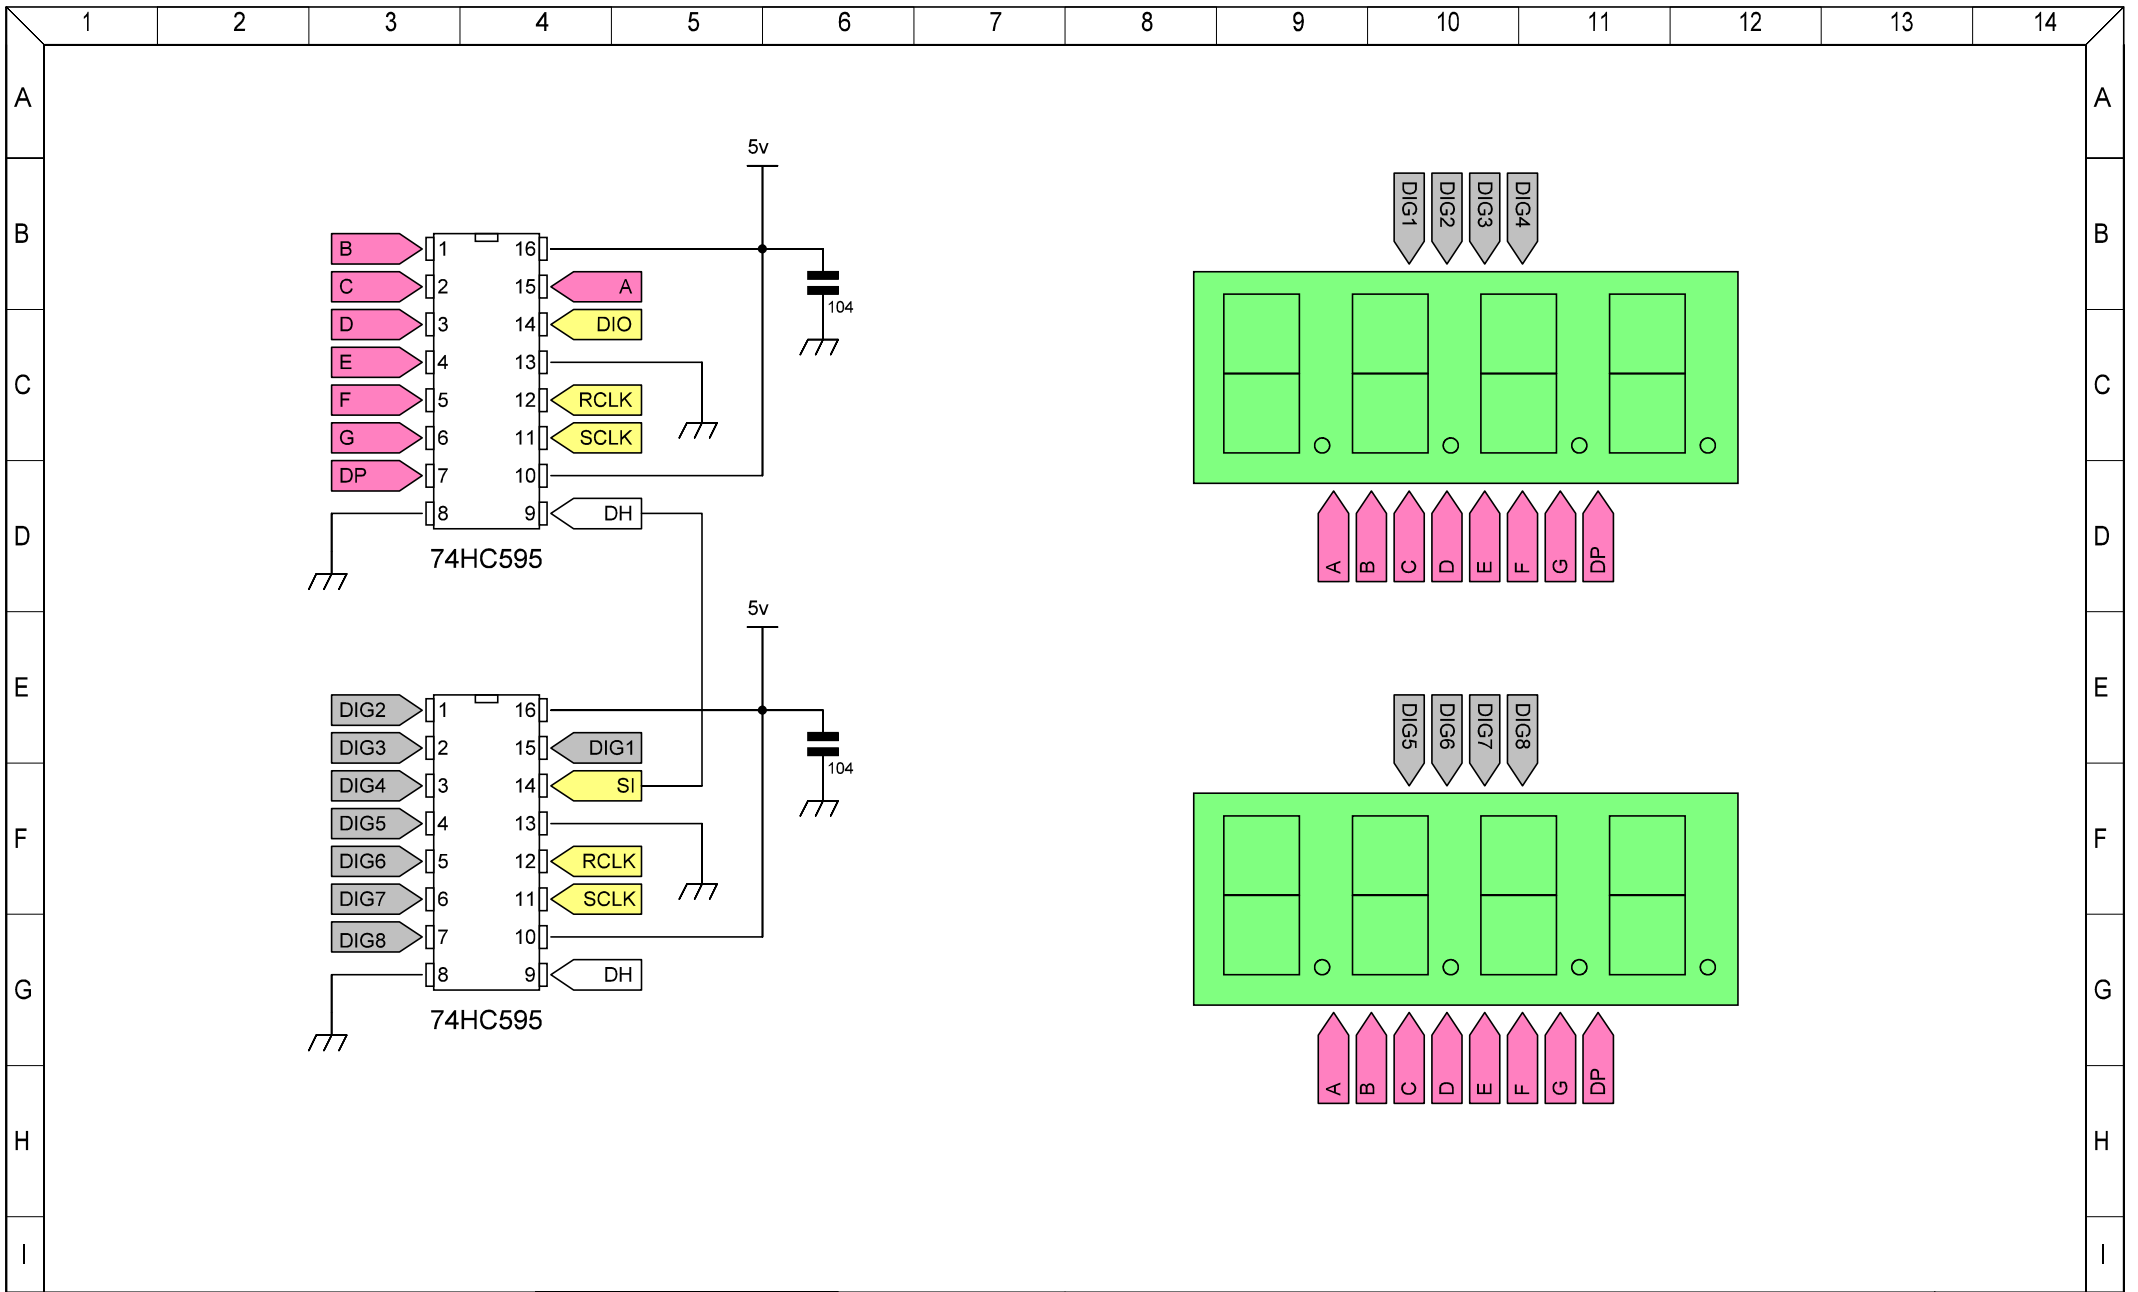 1 2 3 4 5 6 7 8 9 10 11 12 13 14
A A
5v
DIG1 DIG2 DIG3 DIG4
B B
B 1 16
C 2 15 A
104
D 3 14 DIO
E 4 13
C C
F 5 12 RCLK
G 6 11 SCLK
DP 7 10
8 9 DH
D D
74HC595
A B C D E F G DP
5v
E E
DIG5 DIG6 DIG7 DIG8
DIG2 1 16
DIG3 2 15 DIG1
104
DIG4 3 14 SI
DIG5 4 13
F F
DIG6 5 12 RCLK
DIG7 6 11 SCLK
DIG8 7 10
8 9 DH
G G
74HC595
A B C D E F G DP
H H
I I